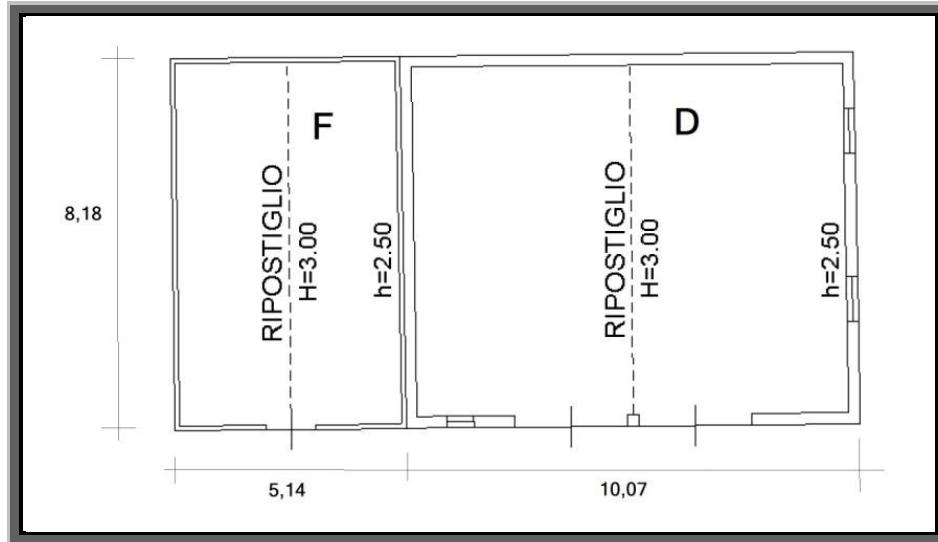 F
D
8,18
RIPOSTIGLIO
H=3.00
h=2.50
RIPOSTIGLIO
H=3.00
h=2.50
5,14
10,07